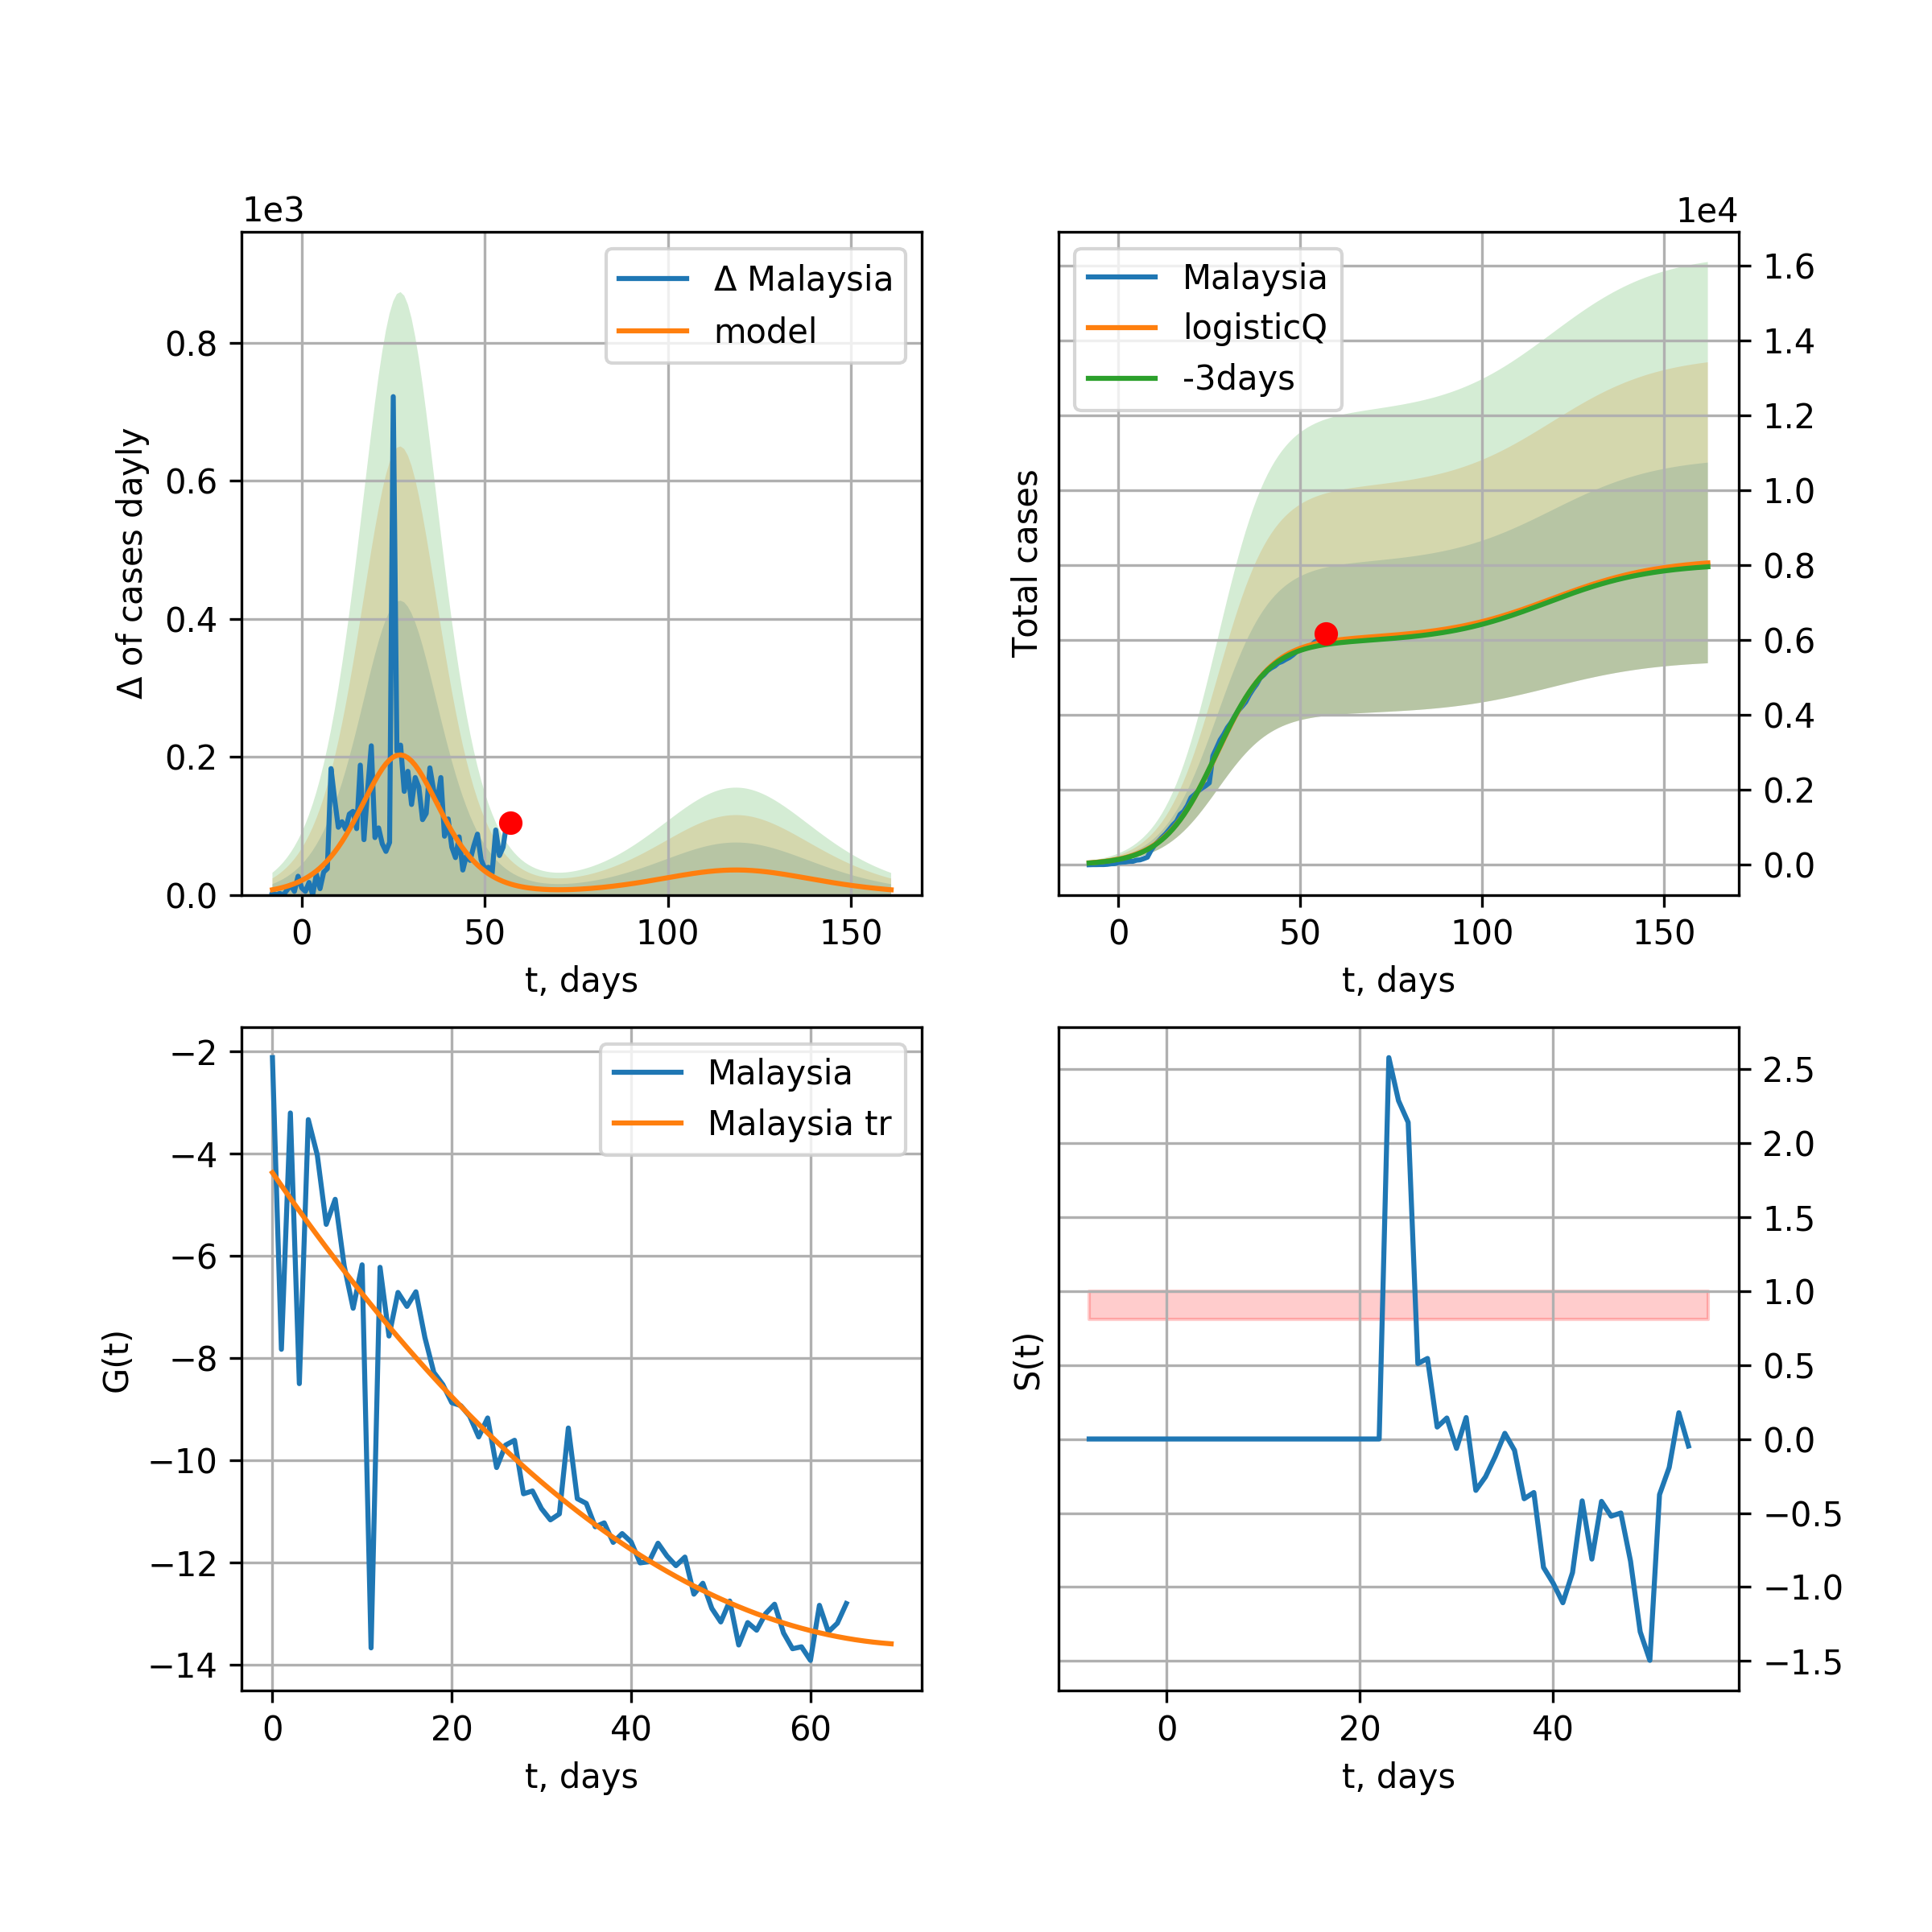 1e3
Δ of cases dayly
0.8
0.6
0.4
0.2
0.0
0 50 100 150
t, days
Δ Malaysia
model
1e4
Total cases
Malaysia
logisticQ
-3days
1.6
1.4
1.2
1.0
0.8
0.6
0.4
0.2
0.0
0 50 100 150
t, days
G(t)
−2
−4
−6
−8
−10
−12
−14
0 20 40 60
t, days
Malaysia
Malaysia tr
S(t)
2.5
2.0
1.5
1.0
0.5
0.0
−0.5
−1.0
−1.5
0 20 40
t, days